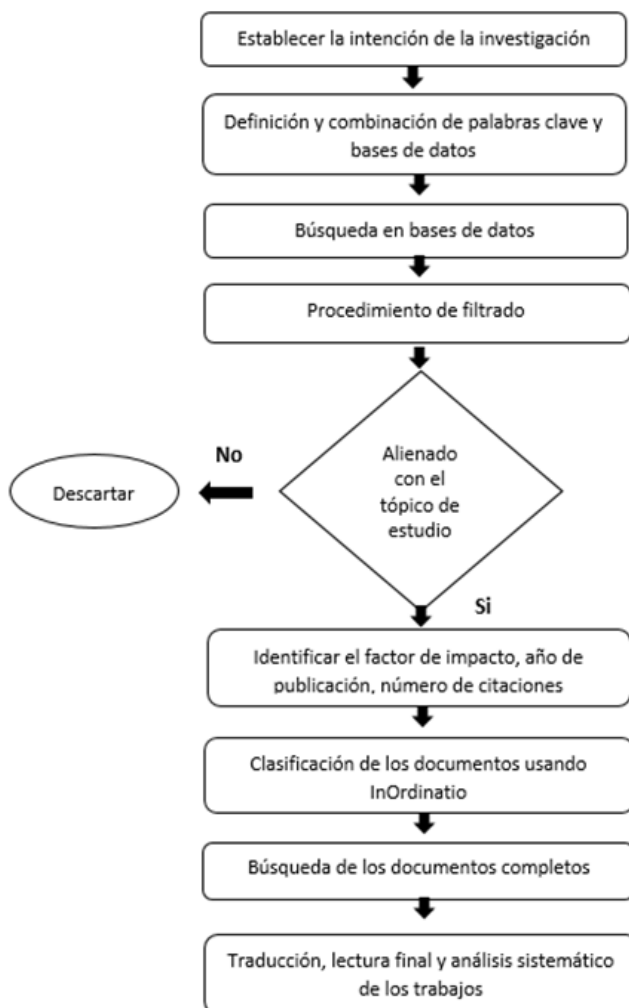 Establecer la intención de la investigación
Definición y combinación de palabras clave y
bases de datos
Búsqueda en bases de datos
Procedimiento de filtrado
Alienado
con el
tópico de
estudio
No
Descartar
Si
Identificar el factor de impacto, año de
publicación, número de citaciones
Clasificación de los documentos usando
InOrdinatio
Búsqueda de los documentos completos
Traducción, lectura final y análisis sistemático
de los trabajos